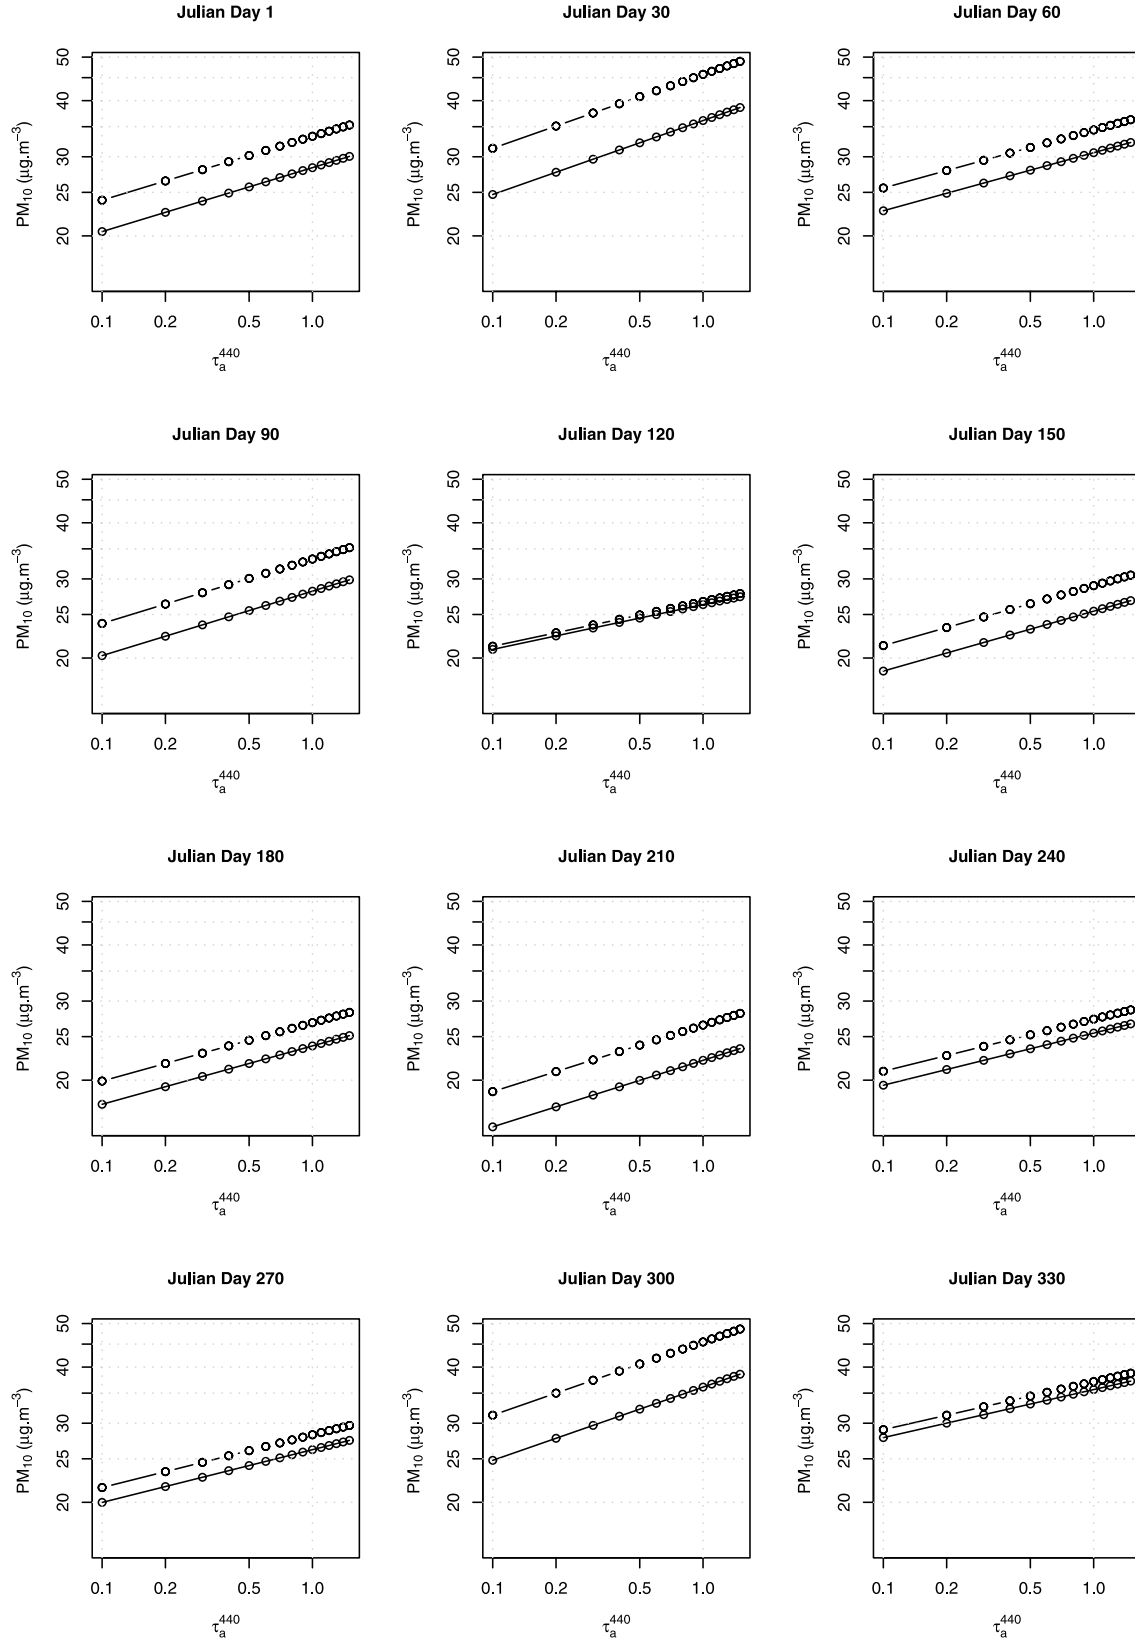 Julian Day 1
PM10 (μg.m−3)
50
40
30
25
20
0.1 0.2 0.5 1.0
τa440
Julian Day 30
PM10 (μg.m−3)
50
40
30
25
20
0.1 0.2 0.5 1.0
τa440
Julian Day 60
PM10 (μg.m−3)
50
40
30
25
20
0.1 0.2 0.5 1.0
τa440
Julian Day 90
PM10 (μg.m−3)
50
40
30
25
20
0.1 0.2 0.5 1.0
τa440
Julian Day 120
PM10 (μg.m−3)
50
40
30
25
20
0.1 0.2 0.5 1.0
τa440
Julian Day 150
PM10 (μg.m−3)
50
40
30
25
20
0.1 0.2 0.5 1.0
τa440
Julian Day 180
PM10 (μg.m−3)
50
40
30
25
20
0.1 0.2 0.5 1.0
τa440
Julian Day 210
PM10 (μg.m−3)
50
40
30
25
20
0.1 0.2 0.5 1.0
τa440
Julian Day 240
PM10 (μg.m−3)
50
40
30
25
20
0.1 0.2 0.5 1.0
τa440
Julian Day 270
PM10 (μg.m−3)
50
40
30
25
20
0.1 0.2 0.5 1.0
τa440
Julian Day 300
PM10 (μg.m−3)
50
40
30
25
20
0.1 0.2 0.5 1.0
τa440
Julian Day 330
PM10 (μg.m−3)
50
40
30
25
20
0.1 0.2 0.5 1.0
τa440